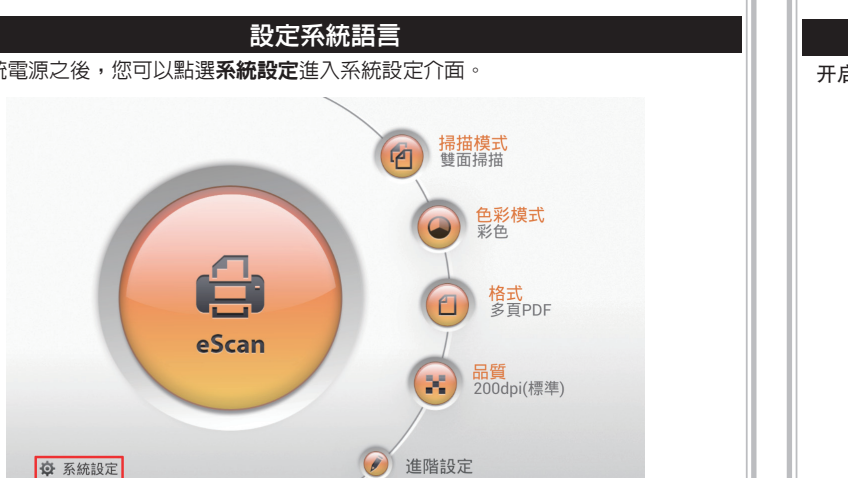 設定系統語言
統電源之後，您可以點選系統設定進入系統設定介面。
掃描模式
雙面掃描
色彩模式
彩色
格式
多頁PDF
品質
200dpi(標準)
進階設定
eScan
系統設定
开启